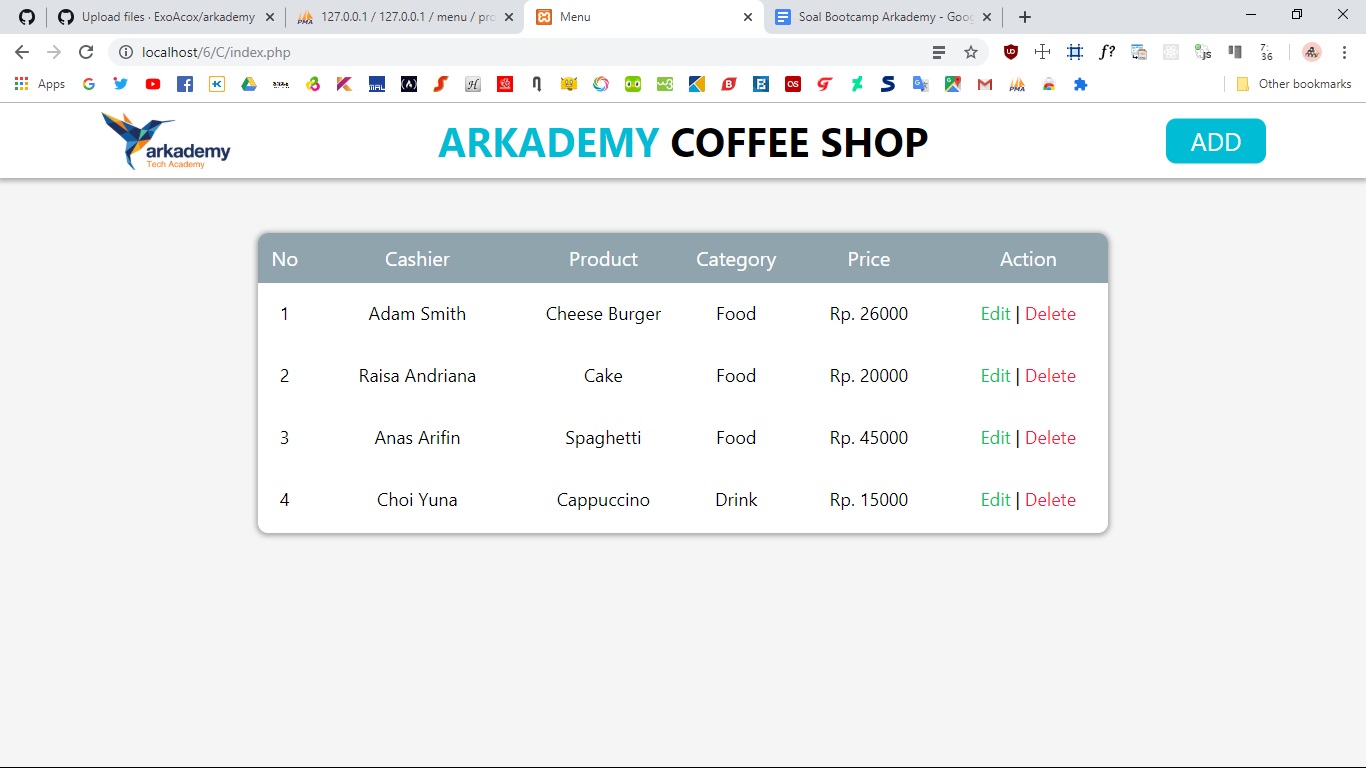 Upload files · ExoAcox/arkademy
127.0.0.1 / 127.0.0.1 / menu / pro
Menu
Soal Bootcamp Arkademy - Goog
localhost/6/C/index.php
7:
36
Apps
Other bookmarks
arkademy
Tech Academy
ARKADEMY COFFEE SHOP
ADD
No Cashier Product Category Price Action
1 Adam Smith Cheese Burger Food Rp. 26000 Edit | Delete
2 Raisa Andriana Cake Food Rp. 20000 Edit | Delete
3 Anas Arifin Spaghetti Food Rp. 45000 Edit | Delete
4 Choi Yuna Cappuccino Drink Rp. 15000 Edit | Delete